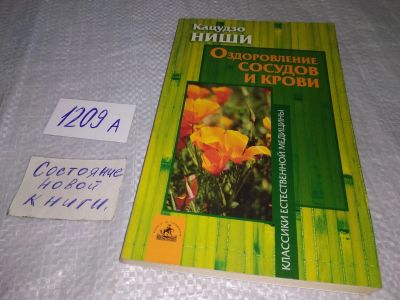 Кацудзо
НИШИ
Оздоровление
СОСУДОВ
И КРОВИ
КЛАССИКИ ЕСТЕСТВЕННОЙ МЕДИЦИНЫ
1209 А
Состояние
новой
книги.